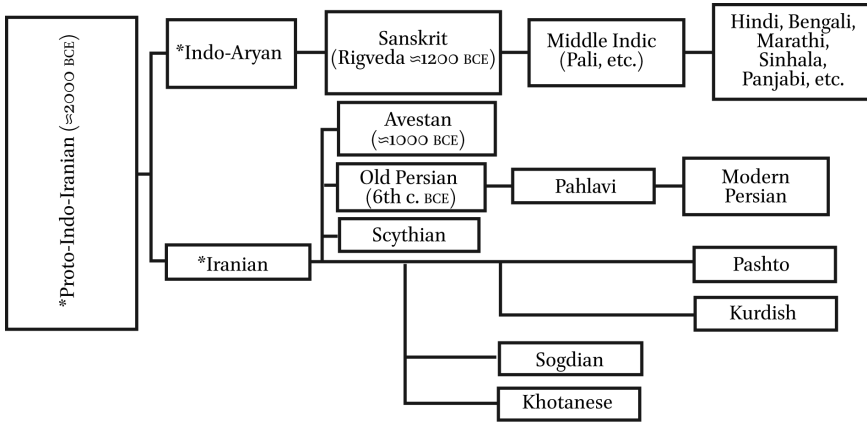 *Proto-Indo-Iranian (≈2000 BCE)
*Indo-Aryan
Sanskrit
(Rigveda ≈1200 BCE)
Middle Indic
(Pali, etc.)
Hindi, Bengali,
Marathi,
Sinhala,
Panjabi, etc.
Avestan
(≈1000 BCE)
Old Persian
(6th c. BCE)
Pahlavi
Modern
Persian
Scythian
*Iranian
Pashto
Kurdish
Sogdian
Khotanese